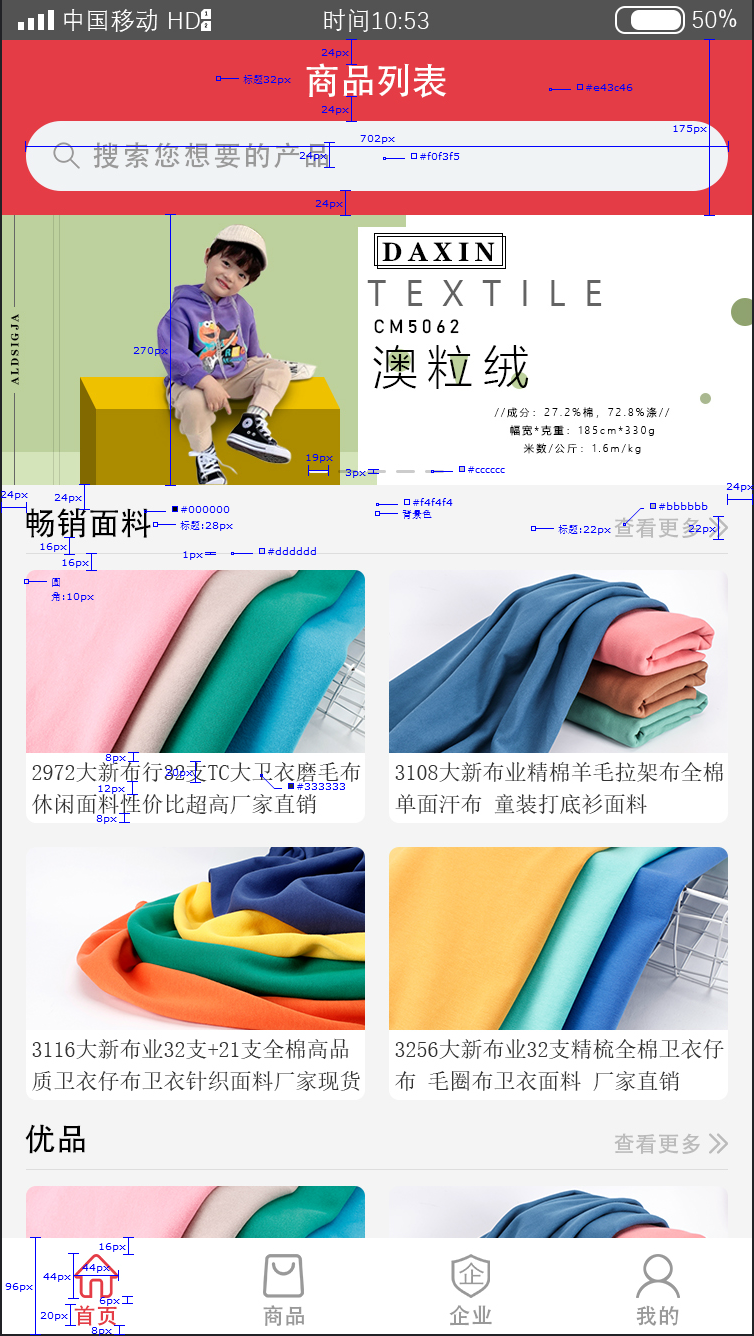 中国移动 HD 时间10:53 50%
24px
标题32px
商品列表
#e43c46
24px
175px
702px
搜索您想要的产品
24px
#f0f3f5
24px
DAXIN
TEXTILE
CM5062
澳粒绒
ALDSIGJA
270px
//成分: 27.2%棉, 72.8%涤//
幅宽*克重: 185cm*330g
米数/公斤: 1.6m/kg
19px
3px
#cccccc
24px
24px
24px
#000000
#f4f4f4
#bbbbbb
畅销面料
标题:28px
背景色
标题:22px
查看更多
22px
16px
16px
1px
#dddddd
圆
角:10px
8px
20px
12px
#333333
8px
2972大新布行32支TC大卫衣磨毛布
休闲面料性价比超高厂家直销
3108大新布业精棉羊毛拉架布全棉
单面汗布 童装打底衫面料
3116大新布业32支+21支全棉高品
质卫衣仔布卫衣针织面料厂家现货
3256大新布业32支精梳全棉卫衣仔
布 毛圈布卫衣面料 厂家直销
优品
查看更多
16px
44px
44px
96px
6px
20px
8px
企
首页
商品
企业
我的